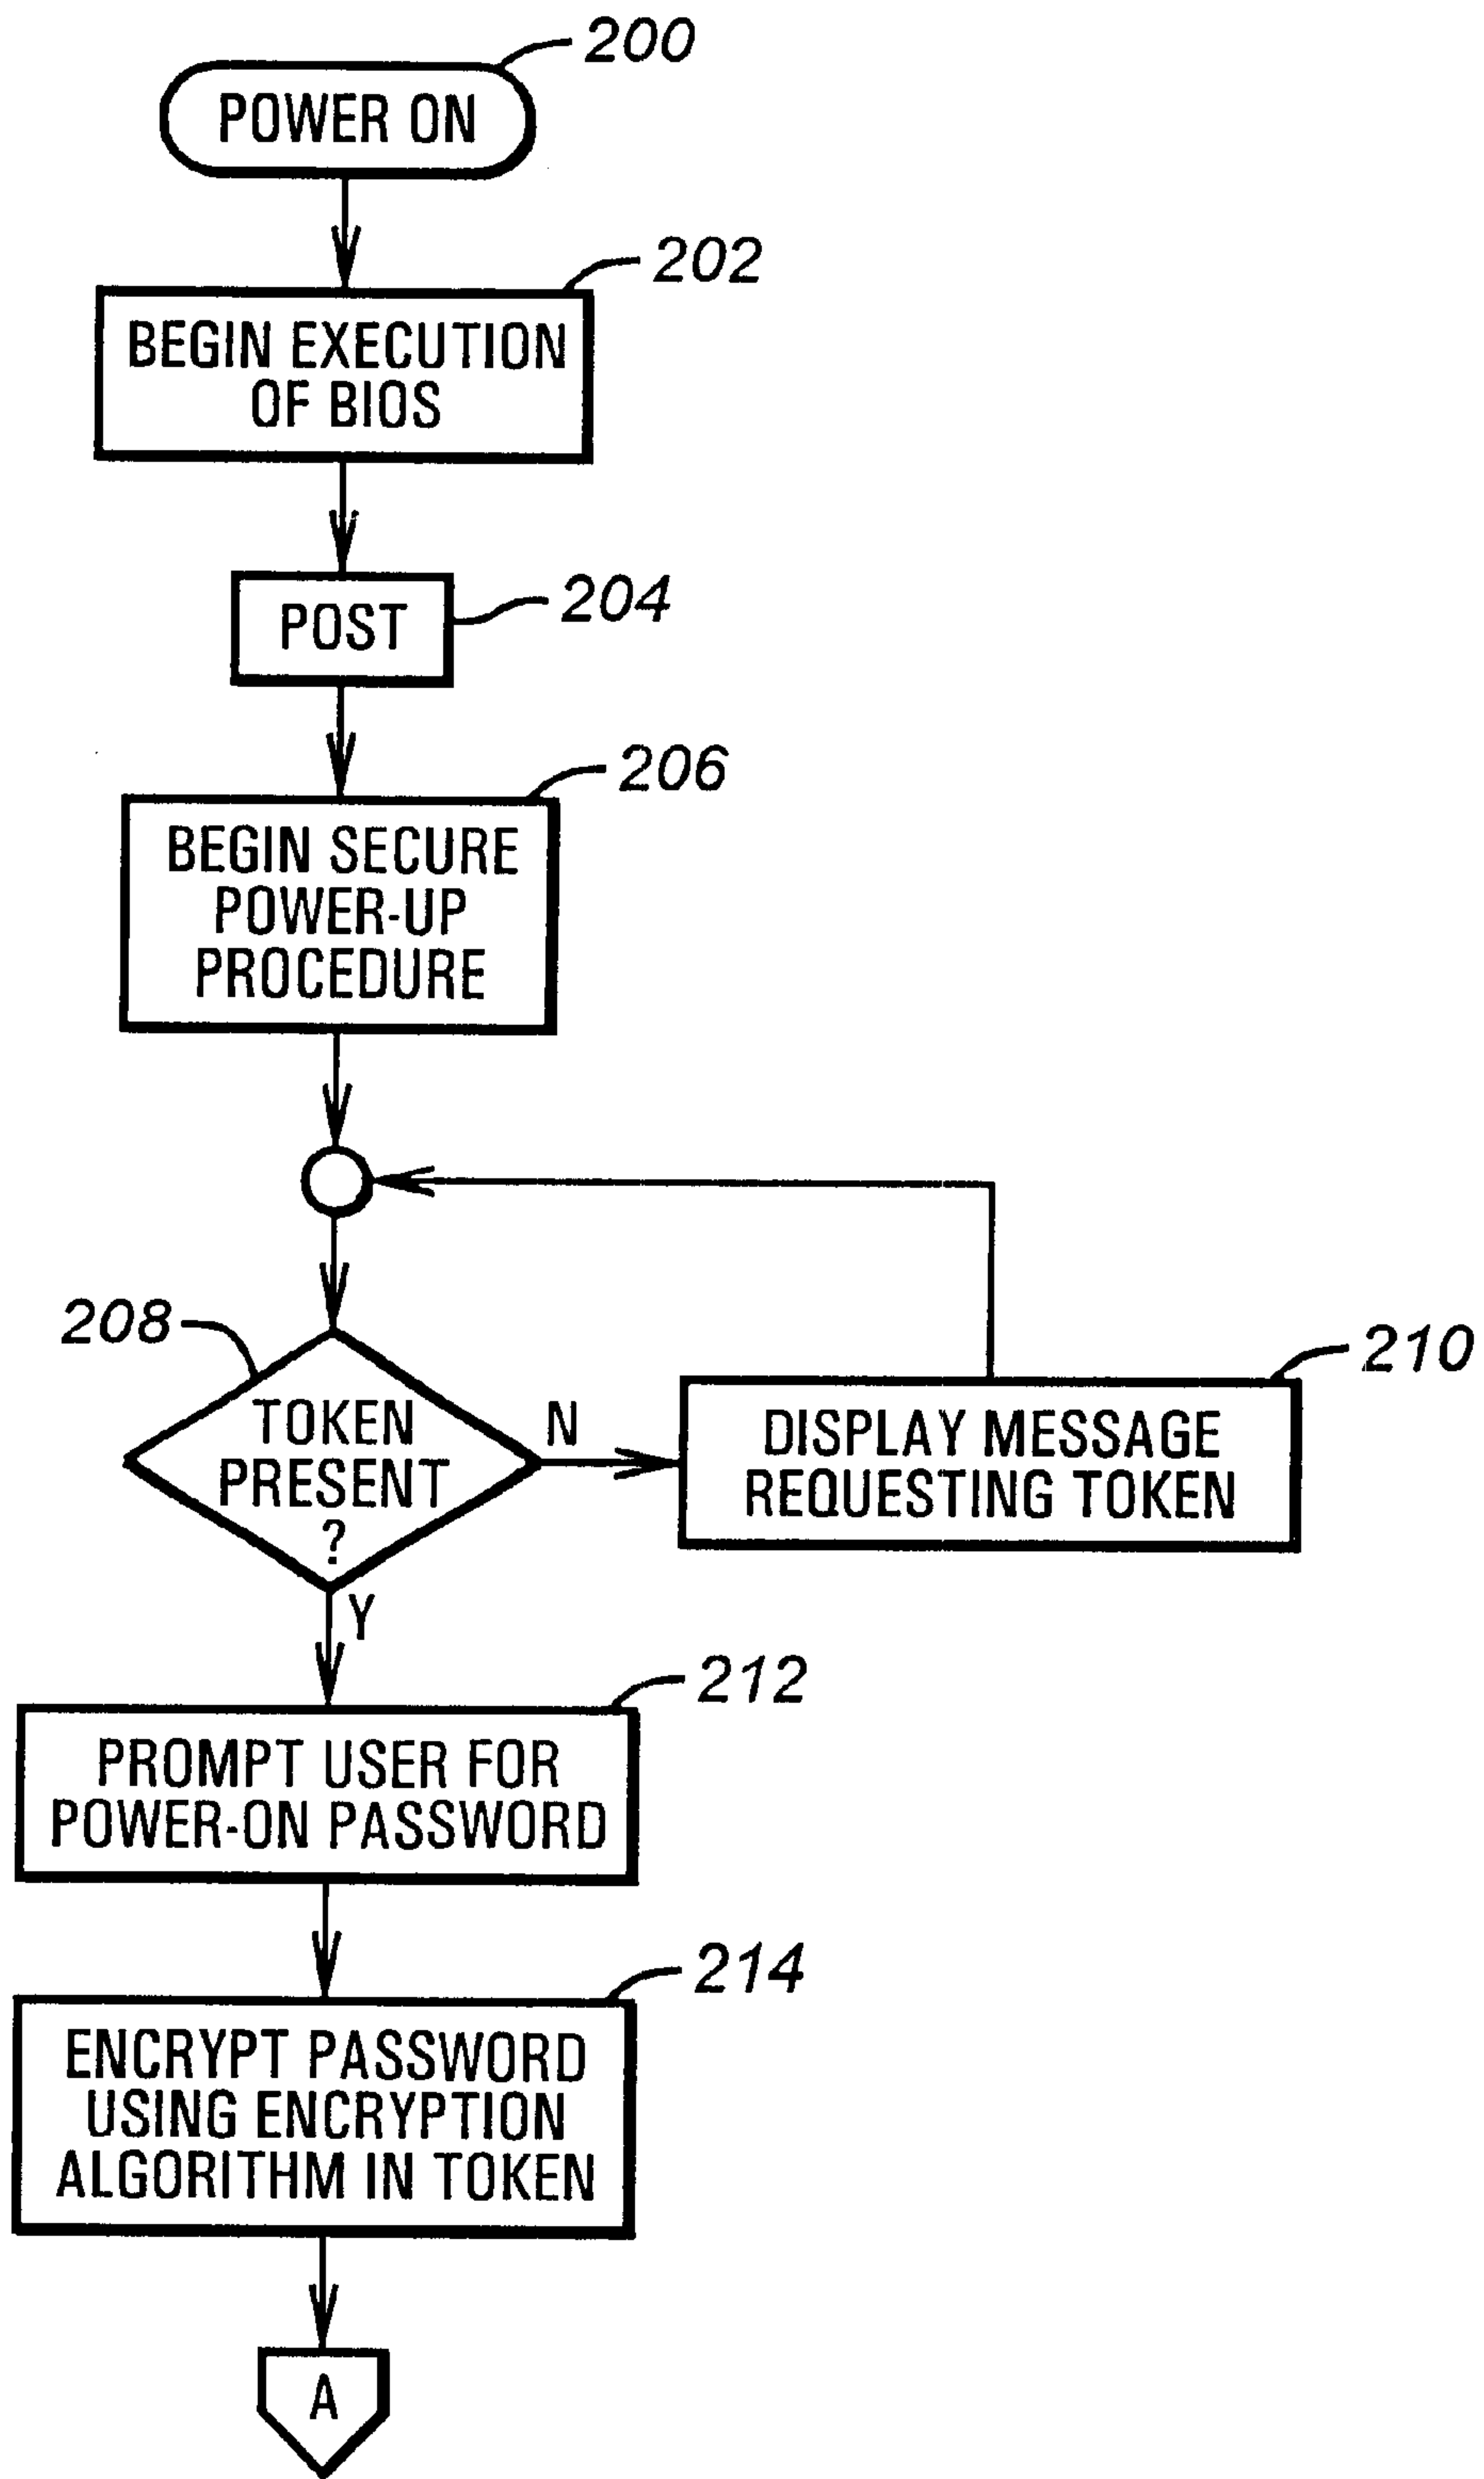 200
POWER ON
202
BEGIN EXECUTION
OF BIOS
204
POST
206
BEGIN SECURE
POWER-UP
PROCEDURE
208
TOKEN
PRESENT
?
N
210
DISPLAY MESSAGE
REQUESTING TOKEN
Y
212
PROMPT USER FOR
POWER-ON PASSWORD
214
ENCRYPT PASSWORD
USING ENCRYPTION
ALGORITHM IN TOKEN
A